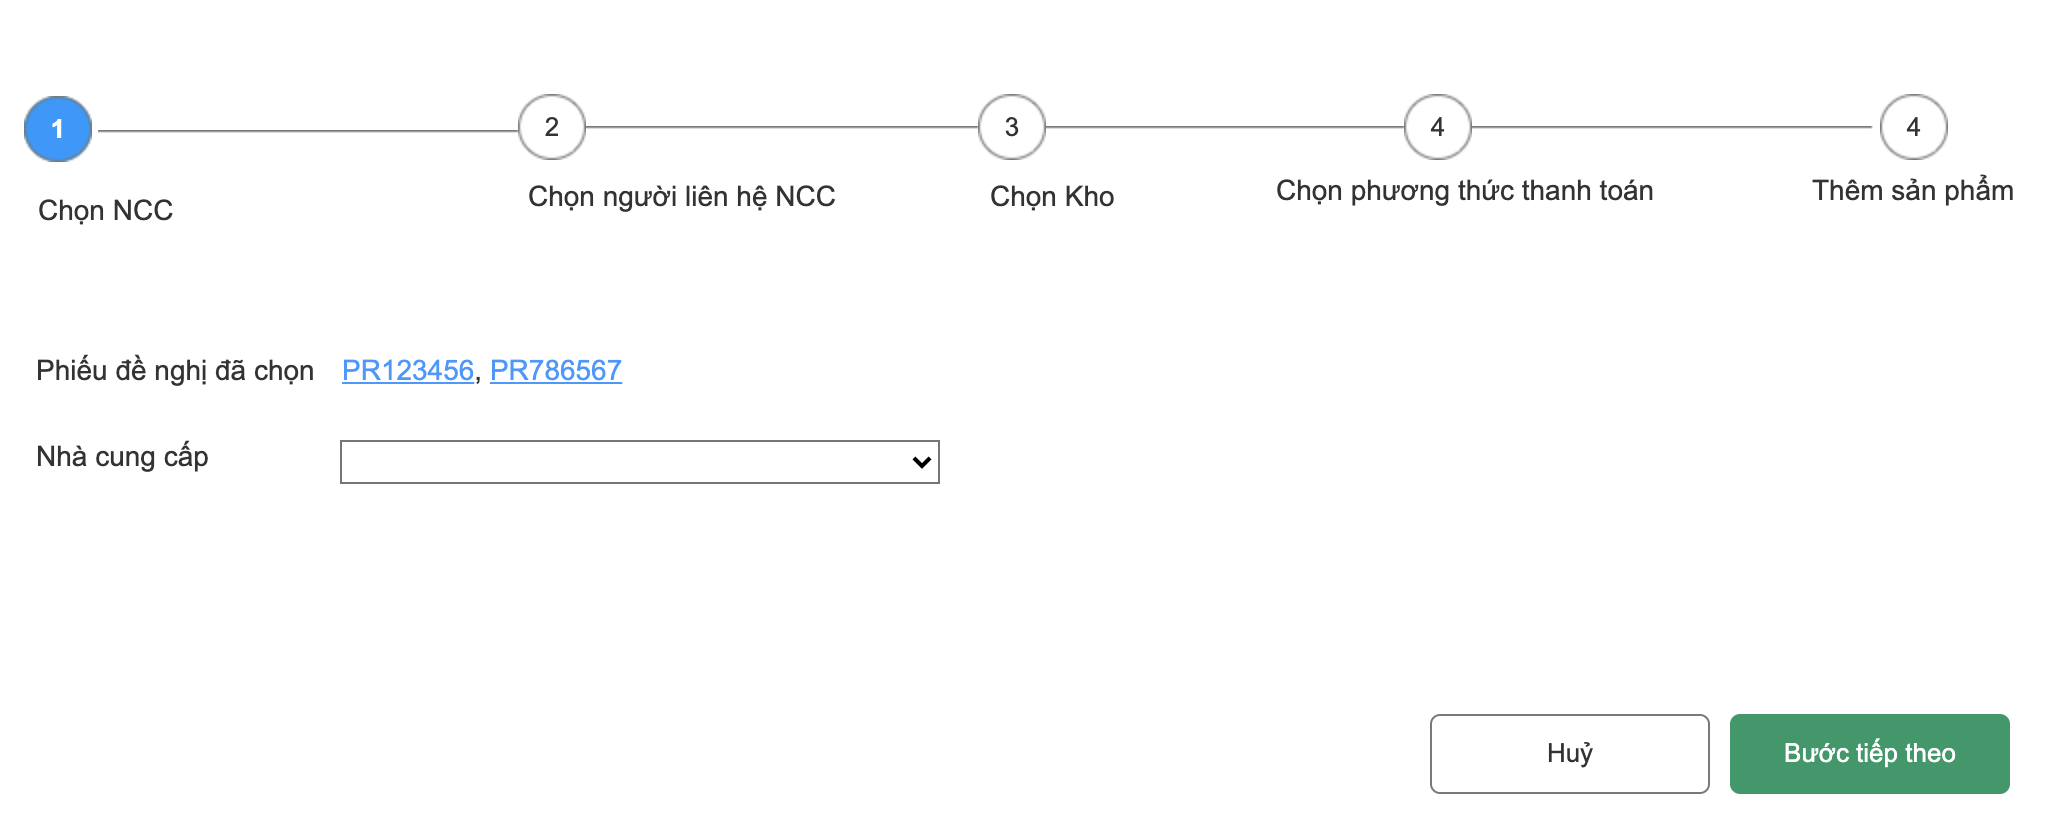 1 2 3 4 4
Chọn NCC Chọn người liên hệ NCC Chọn Kho Chọn phương thức thanh toán Thêm sản phẩm
Phiếu đề nghị đã chọn PR123456, PR786567
Nhà cung cấp
Huỷ Bước tiếp theo